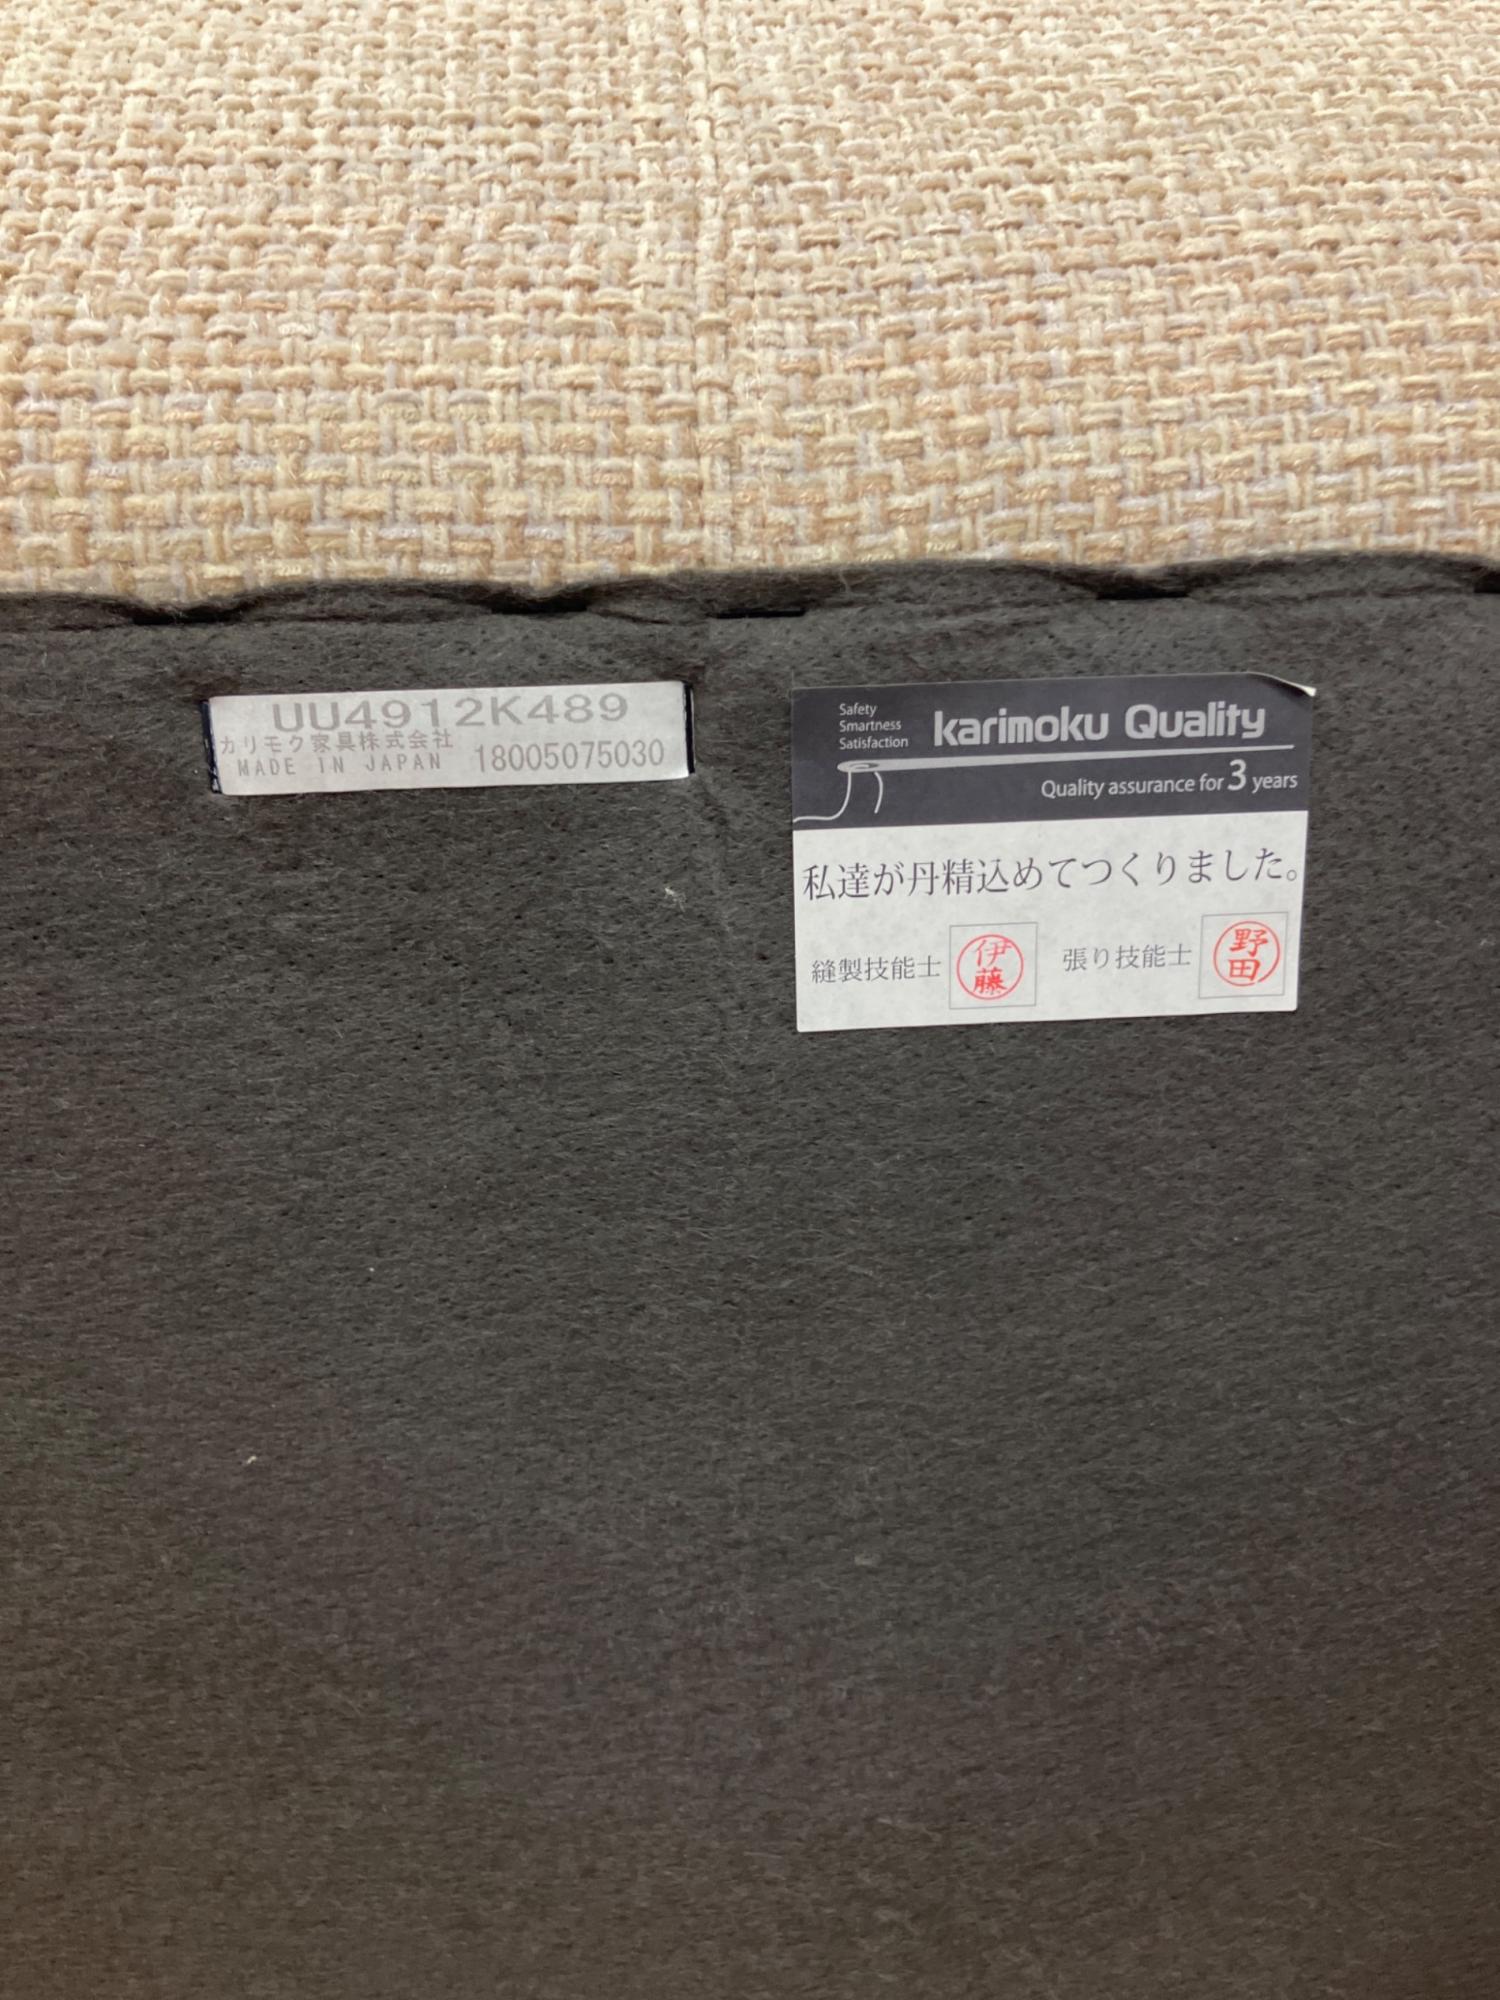 UU4912K489
カリモク家具株式会社
MADE IN JAPAN 18005075030
Safety
Smartness
Satisfaction
karimoku Quality
Quality assurance for 3 years
私達が丹精込めてつくりました。
縫製技能士 伊藤 張り技能士 野田